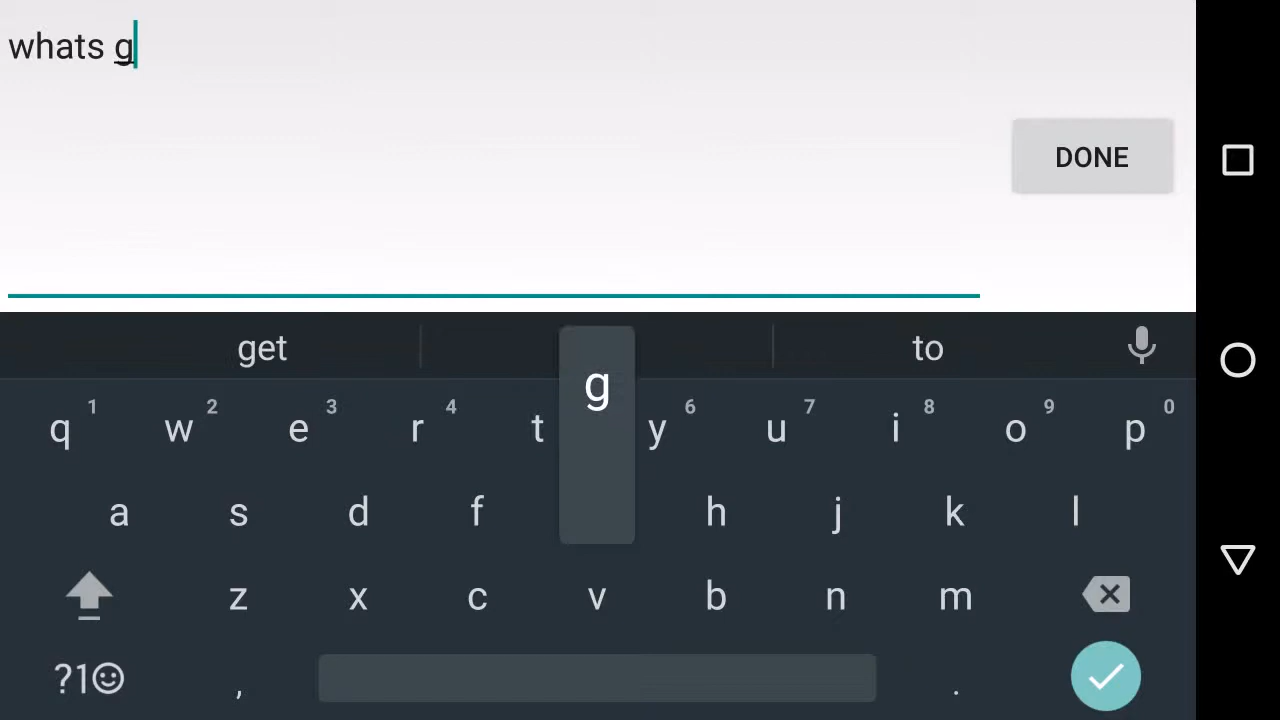 whats g
DONE
get to
g
1 2 3 4 6 7 8 9 0
q w e r t y u i o p
a s d f h j k l
z x c v b n m
?1☺ , .